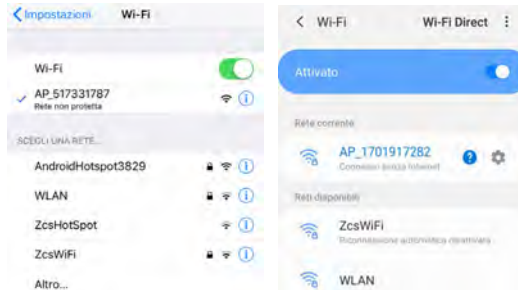 Impostazioni Wi-Fi
Wi-Fi
AP_517331787
Rete non protetta
SCEGLI UNA RETE...
AndroidHotspot3829
WLAN
ZcsHotSpot
ZcsWiFi
Altro...
Wi-Fi Wi-Fi Direct
Attivato
Rete corrente
AP_1701917282
Connesso senza Internet
Reti disponibili
ZcsWiFi
Riconnessione automatica disattivata
WLAN